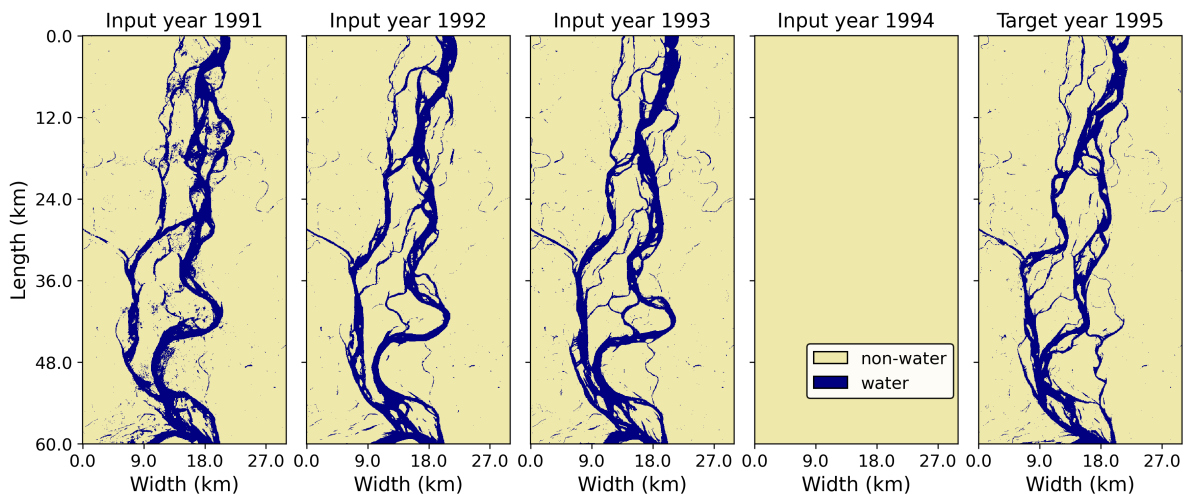 Input year 1991 Input year 1992 Input year 1993 Input year 1994 Target year 1995
0.0
12.0
24.0
36.0
48.0
60.0
Length (km)
non-water
water
0.0 9.0 18.0 27.0 0.0 9.0 18.0 27.0 0.0 9.0 18.0 27.0 0.0 9.0 18.0 27.0 0.0 9.0 18.0 27.0
Width (km) Width (km) Width (km) Width (km) Width (km)